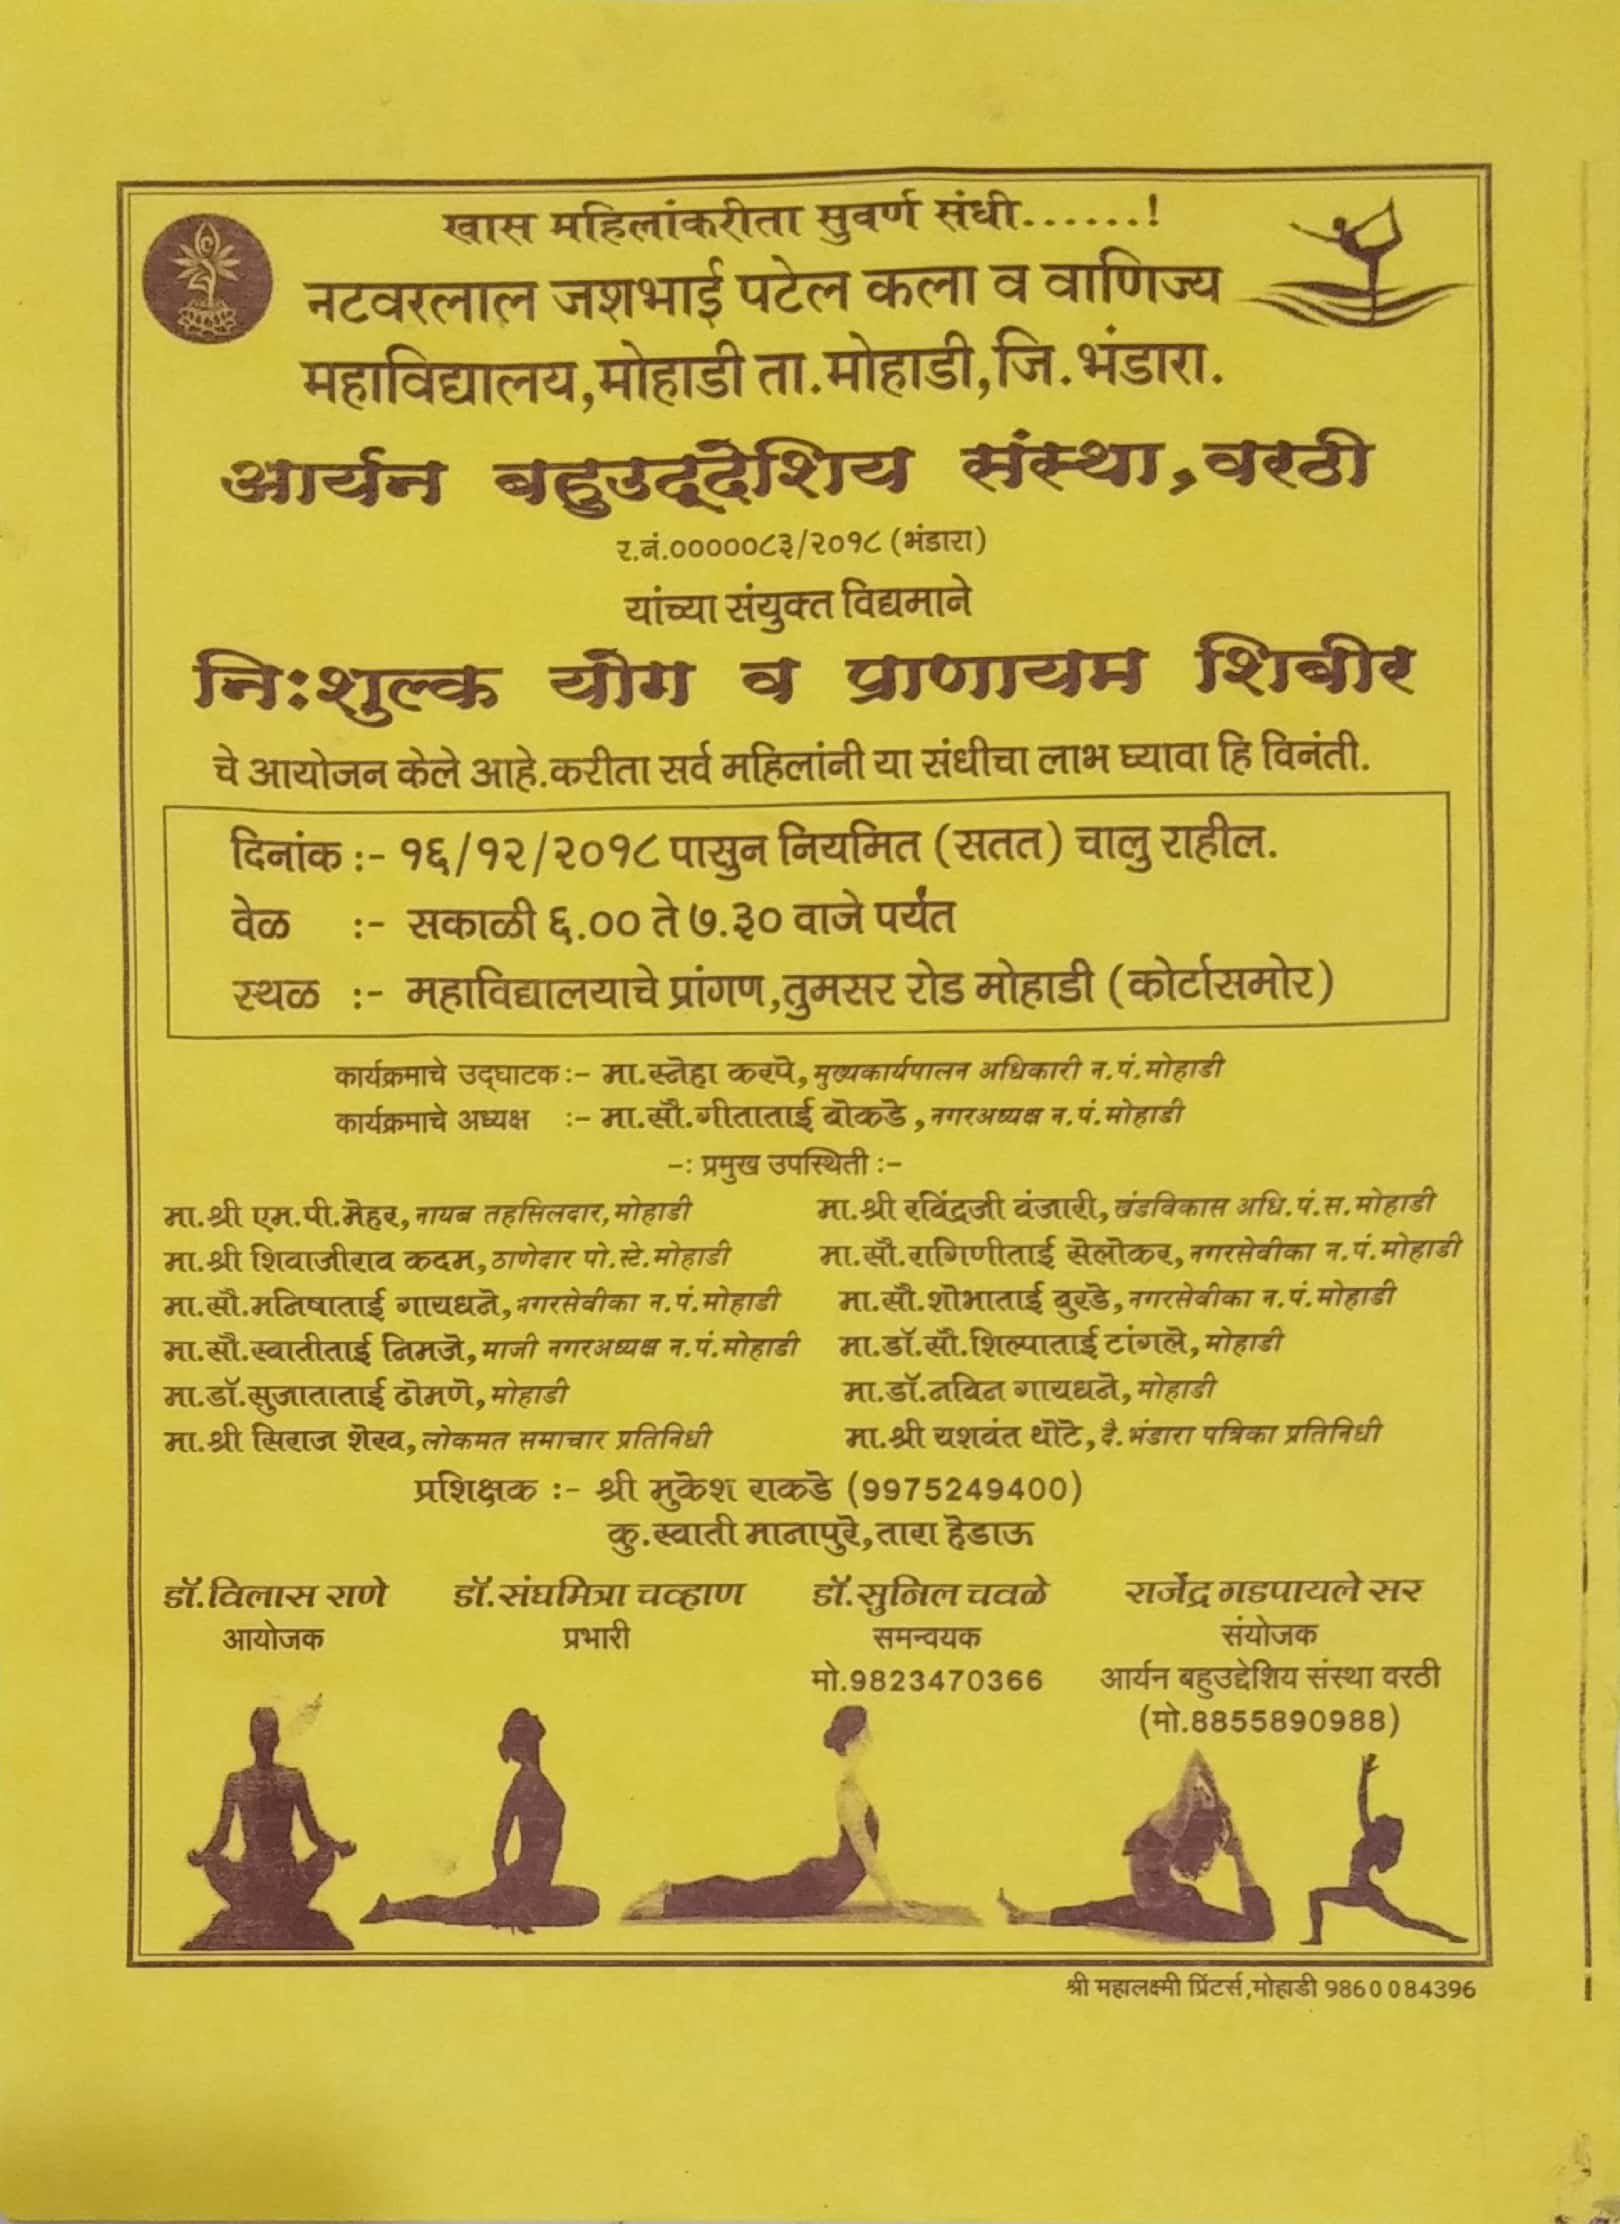 खास महिलांकरीता सुवर्ण संधी......!
नटवरलाल जशभाई पटेल कला व वाणिज्य
महाविद्यालय,मोहाडी ता.मोहाडी,जि.भंडारा.
आर्यन बहुउद्देशिय संस्था,वरठी
र.नं.०००००८३/२०१८ (भंडारा)
यांच्या संयुक्त विद्यमाने
निःशुल्क योग व प्राणायम शिबीर
चे आयोजन केले आहे.करीता सर्व महिलांनी या संधीचा लाभ घ्यावा हि विनंती.
दिनांक :- १६/१२/२०१८ पासुन नियमित (सतत) चालु राहील.
वेळ :- सकाळी ६.०० ते ७.३० वाजे पर्यंत
स्थळ :- महाविद्यालयाचे प्रांगण,तुमसर रोड मोहाडी (कोर्टासमोर)
कार्यक्रमाचे उद्‌घाटक:- मा.स्नेहा करपे,मुख्यकार्यपालन अधिकारी न.पं.मोहाडी
कार्यक्रमाचे अध्यक्ष :- मा.सौ.गीताताई बोकडे,नगरअध्यक्ष न.पं.मोहाडी
-: प्रमुख उपस्थिती :-
मा.श्री एम.पी.मेहर,नायब तहसिलदार,मोहाडी मा.श्री रविंद्रजी वंजारी,खंडविकास अधि.पं.स.मोहाडी
मा.श्री शिवाजीराव कदम,ठाणेदार पो.स्टे.मोहाडी मा.सौ.रागिणीताई सेलोकर,नगरसेवीका न.पं.मोहाडी
मा.सौ.मनिषाताई गायधने,नगरसेवीका न.पं.मोहाडी मा.सौ.शोभाताई बुरडे,नगरसेवीका न.पं.मोहाडी
मा.सौ.स्वातीताई निमजे,माजी नगरअध्यक्ष न.पं.मोहाडी मा.डॉ.सौ.शिल्पाताई टांगले,मोहाडी
मा.डॉ.सुजाताताई ढोमणे,मोहाडी मा.डॉ.नविन गायधने,मोहाडी
मा.श्री सिराज शेख,लोकमत समाचार प्रतिनिधी मा.श्री यशवंत थोटे,दै.भंडारा पत्रिका प्रतिनिधी
प्रशिक्षक :- श्री मुकेश राकडे (9975249400)
कु.स्वाती मानापुरे,तारा हेडाऊ
डॉ.विलास राणे डॉ.संघमित्रा चव्हाण डॉ.सुनिल चवळे राजेंद्र गडपायले सर
आयोजक प्रभारी समन्वयक संयोजक
मो.9823470366 आर्यन बहुउद्देशिय संस्था वरठी
(मो.8855890988)
श्री महालक्ष्मी प्रिंटर्स,मोहाडी 9860084396